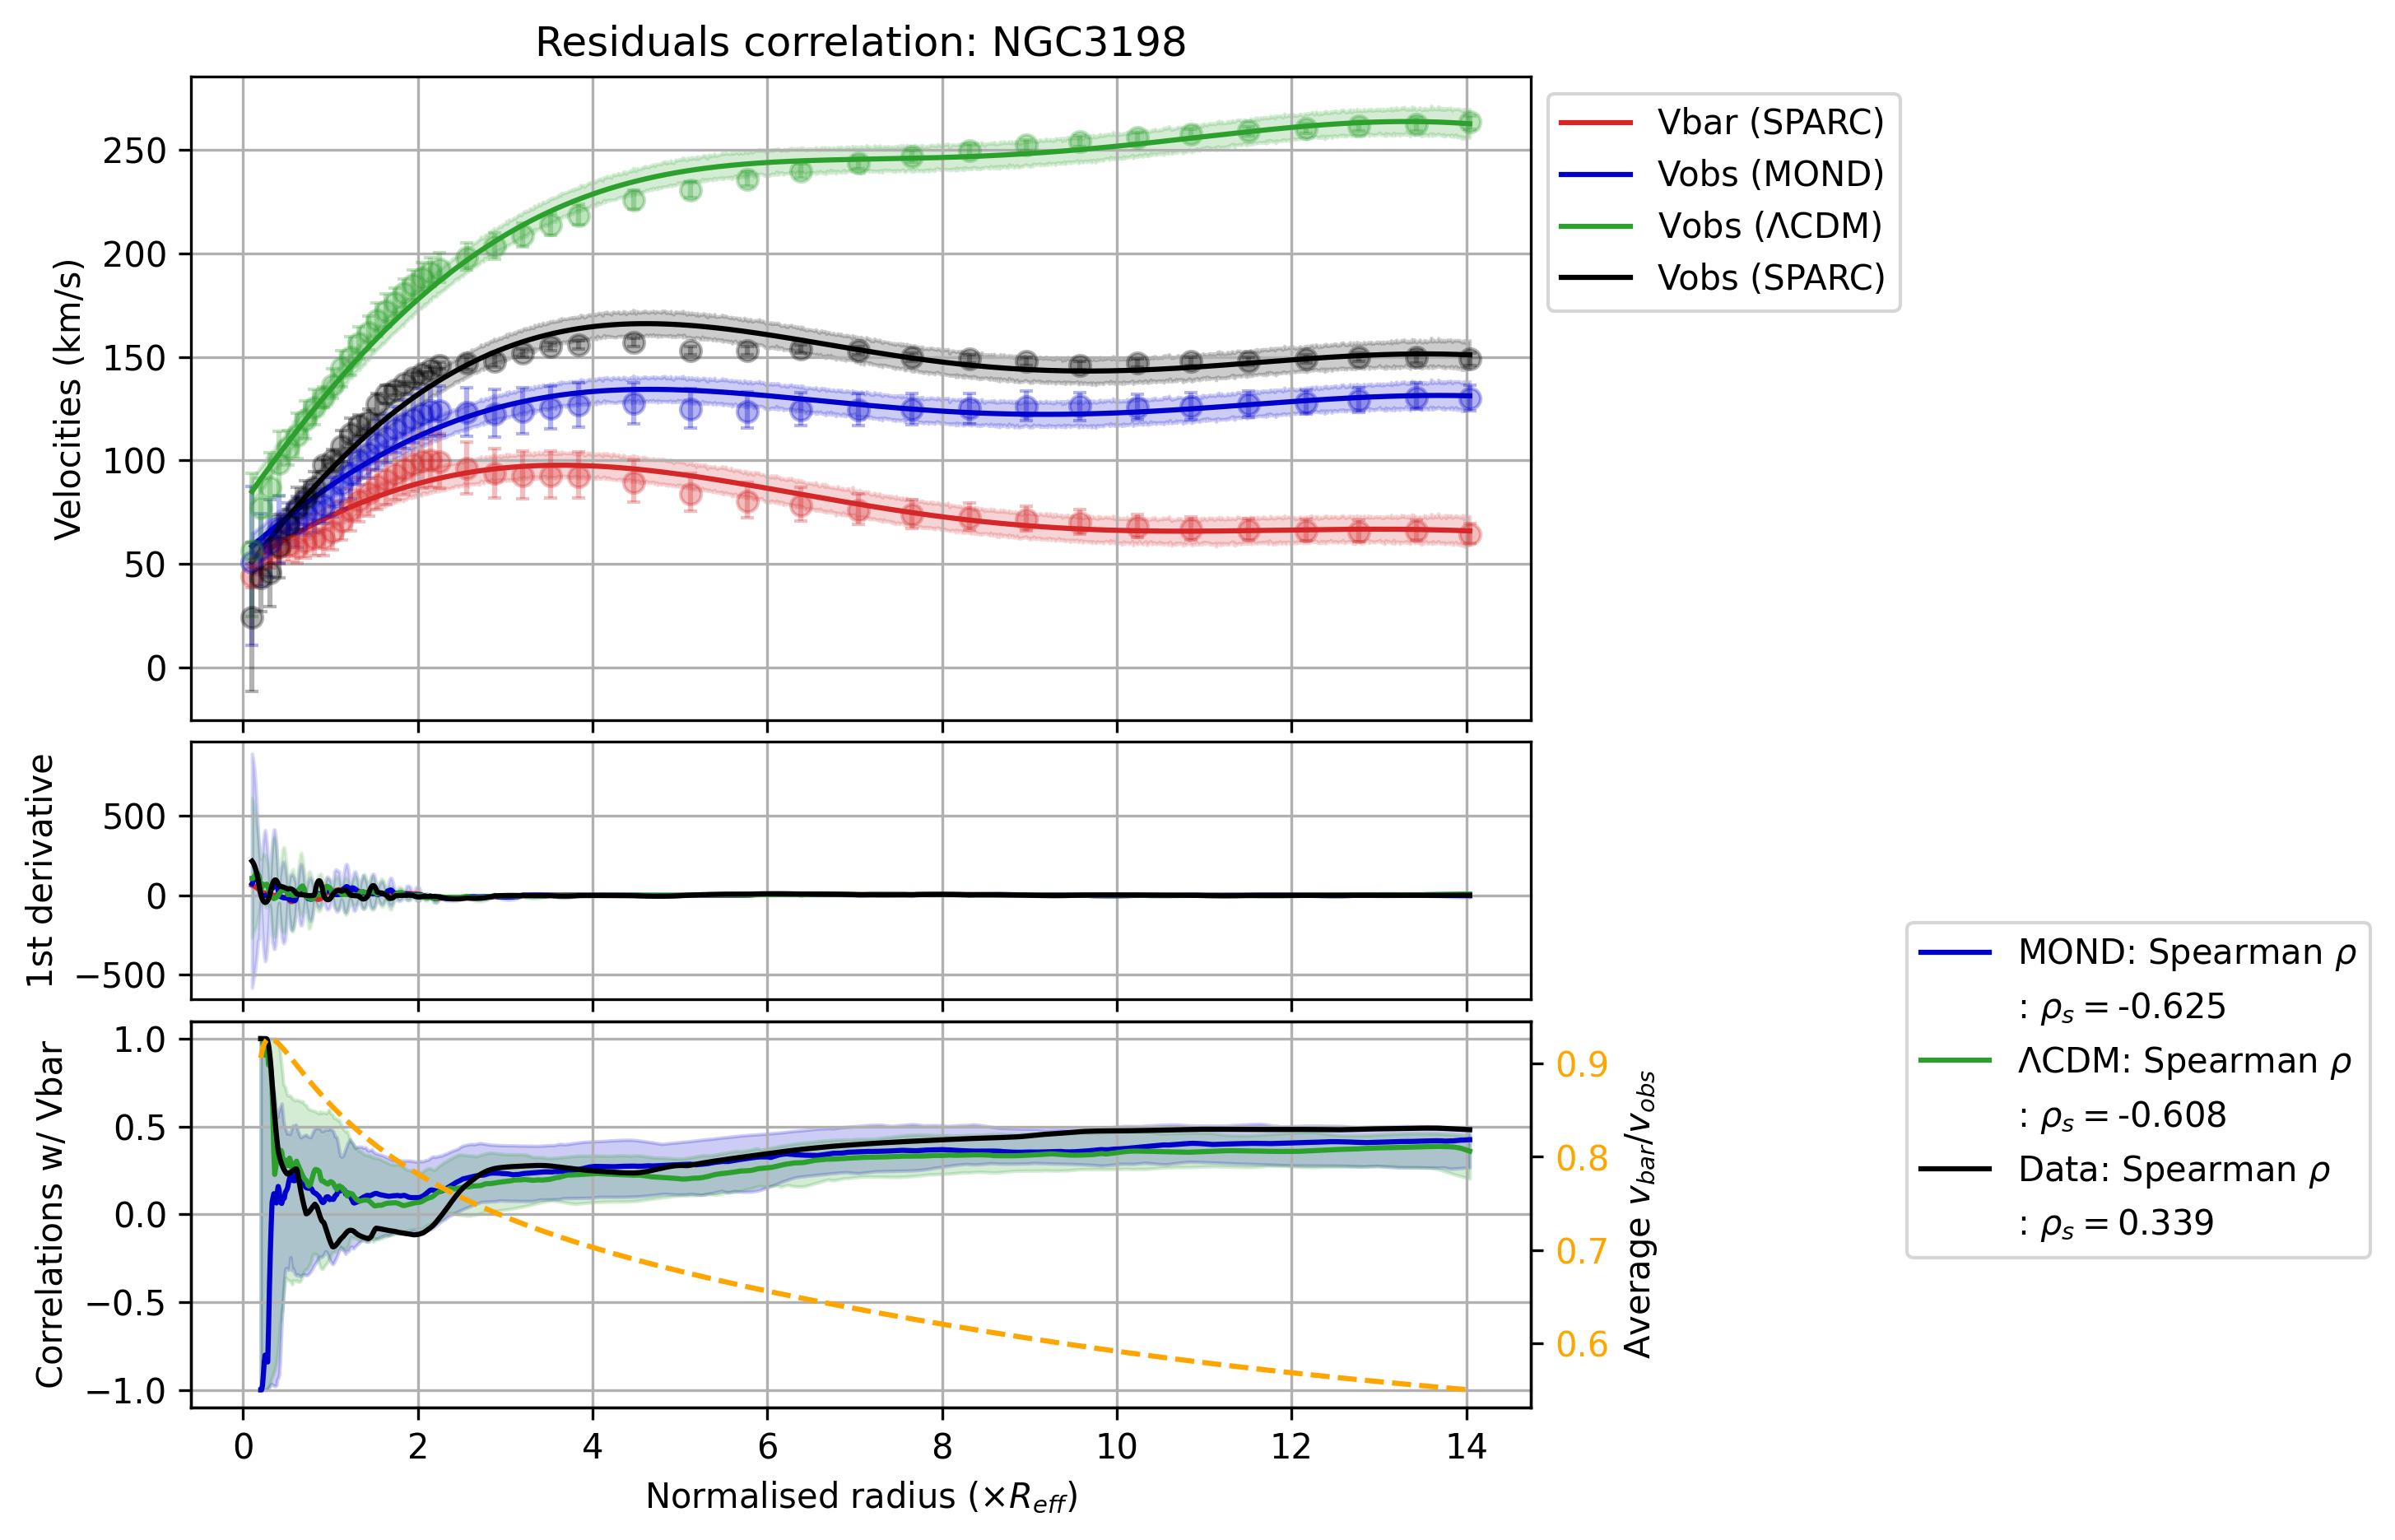 Residuals correlation: NGC3198
Velocities (km/s)
250
200
150
100
50
0
Vbar (SPARC)
Vobs (MOND)
Vobs (ΛCDM)
Vobs (SPARC)
1st derivative
500
0
−500
Correlations w/ Vbar
1.0
0.5
0.0
−0.5
−1.0
0.9
0.8
0.7
0.6
Average v_bar/v_obs
MOND: Spearman ρ
: ρ_s = -0.625
ΛCDM: Spearman ρ
: ρ_s = -0.608
Data: Spearman ρ
: ρ_s = 0.339
0 2 4 6 8 10 12 14
Normalised radius (×R_eff)